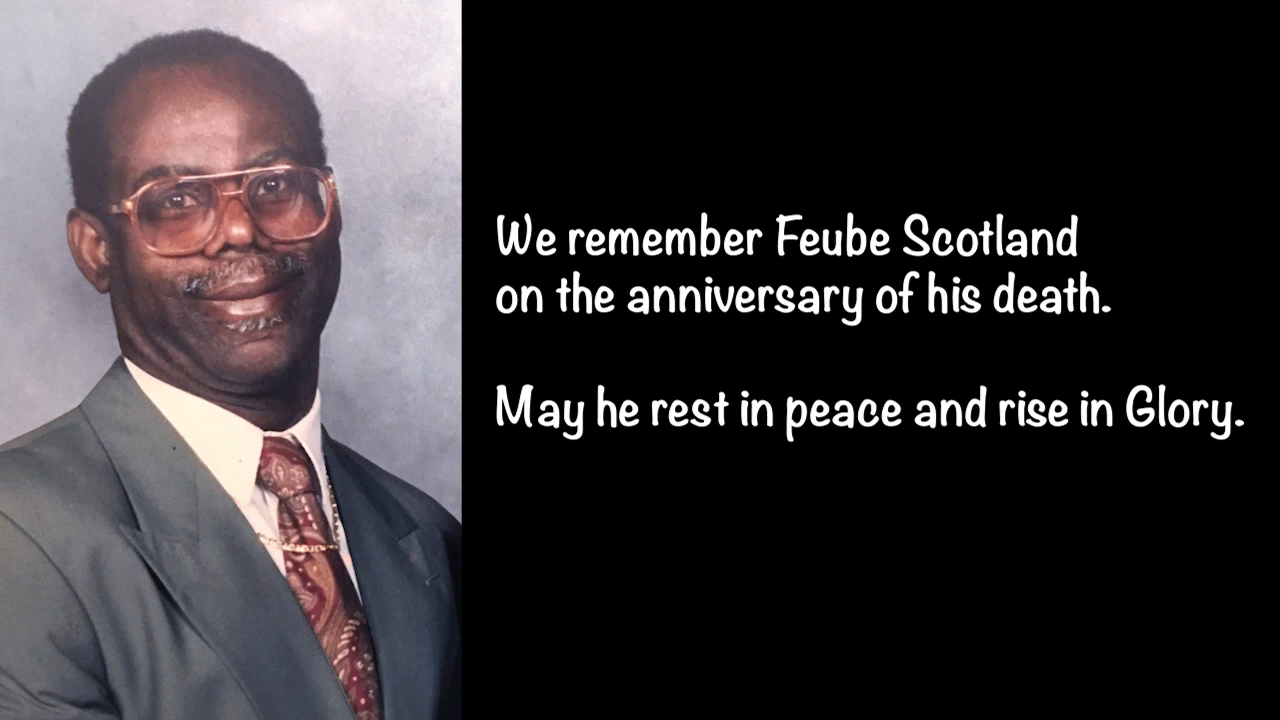 We remember Feube Scotland
on the anniversary of his death.
May he rest in peace and rise in Glory.